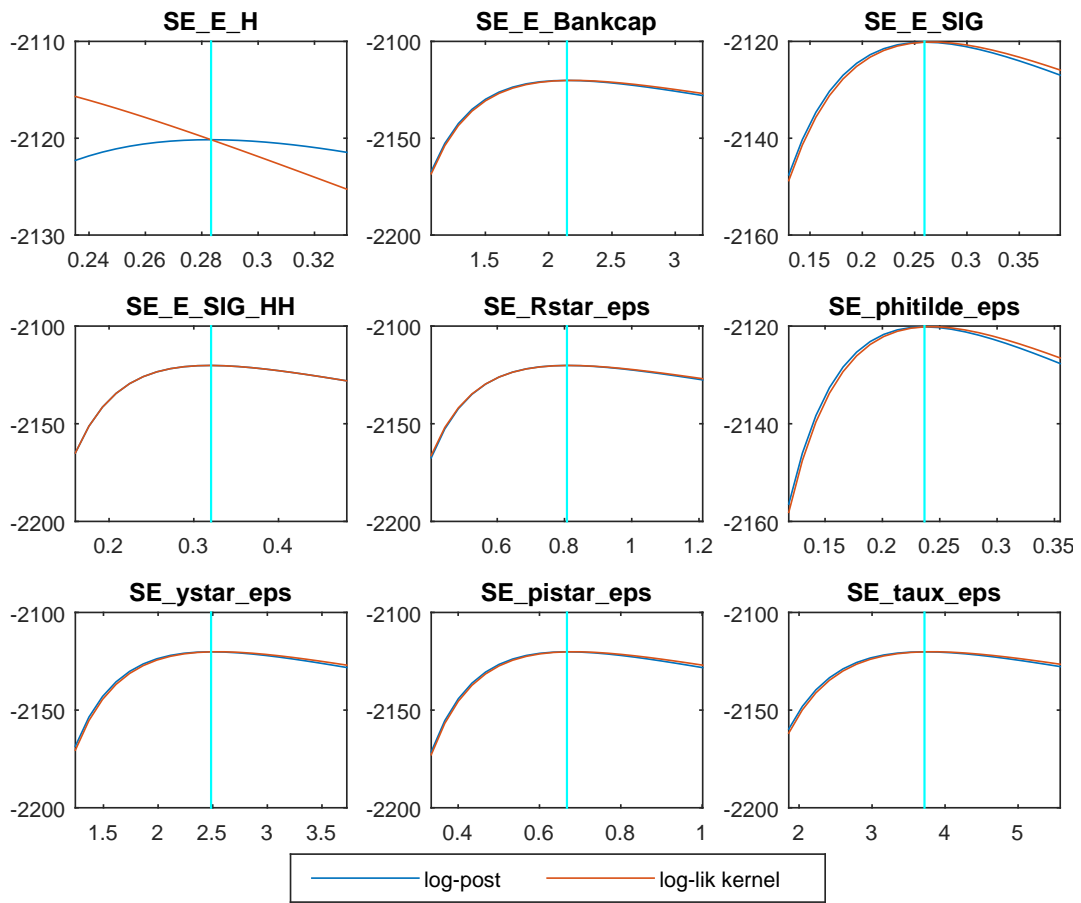 SE_E_H
SE_E_Bankcap
SE_E_SIG
-2110
-2120
-2130
0.24 0.26 0.28 0.3 0.32
-2100
-2150
-2200
1.5 2 2.5 3
-2120
-2140
-2160
0.15 0.2 0.25 0.3 0.35
SE_E_SIG_HH
SE_Rstar_eps
SE_phitilde_eps
-2100
-2150
-2200
0.2 0.3 0.4
-2100
-2150
-2200
0.6 0.8 1 1.2
-2120
-2140
-2160
0.15 0.2 0.25 0.3 0.35
SE_ystar_eps
SE_pistar_eps
SE_taux_eps
-2100
-2150
-2200
1.5 2 2.5 3 3.5
-2100
-2150
-2200
0.4 0.6 0.8 1
-2100
-2150
-2200
2 3 4 5
log-post
log-lik kernel